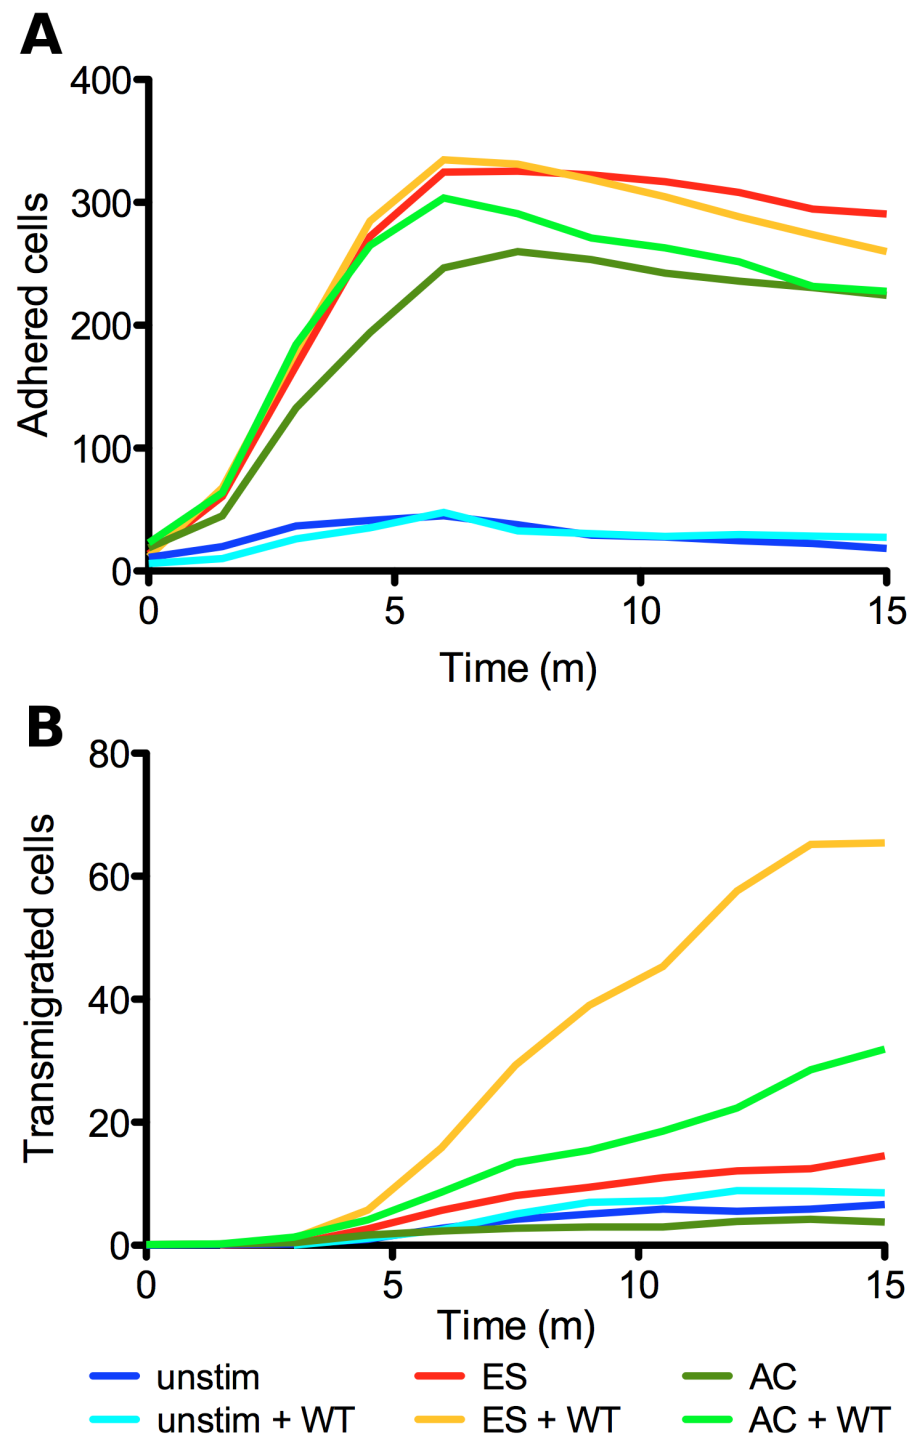 A
400
300
200
100
0
Adhered cells
0 5 10 15
Time (m)
B
80
60
40
20
0
Transmigrated cells
0 5 10 15
Time (m)
unstim ES AC
unstim + WT ES + WT AC + WT